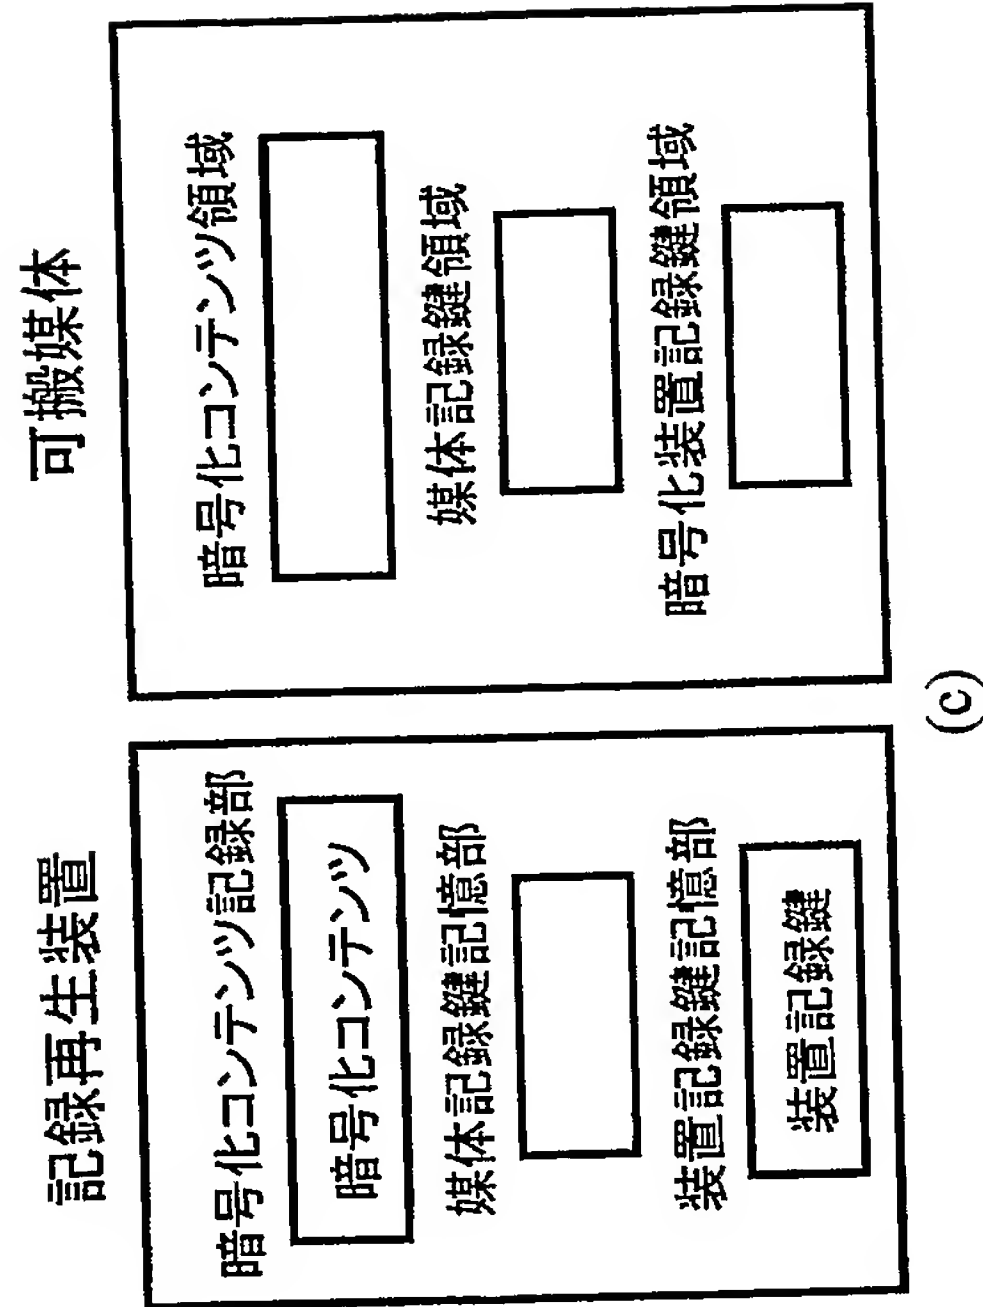 記録再生装置
暗号化コンテンツ記録部
暗号化コンテンツ
媒体記録鍵記憶部
装置記録鍵記憶部
装置記録鍵
可搬媒体
暗号化コンテンツ領域
媒体記録鍵領域
暗号化装置記録鍵領域
(c)